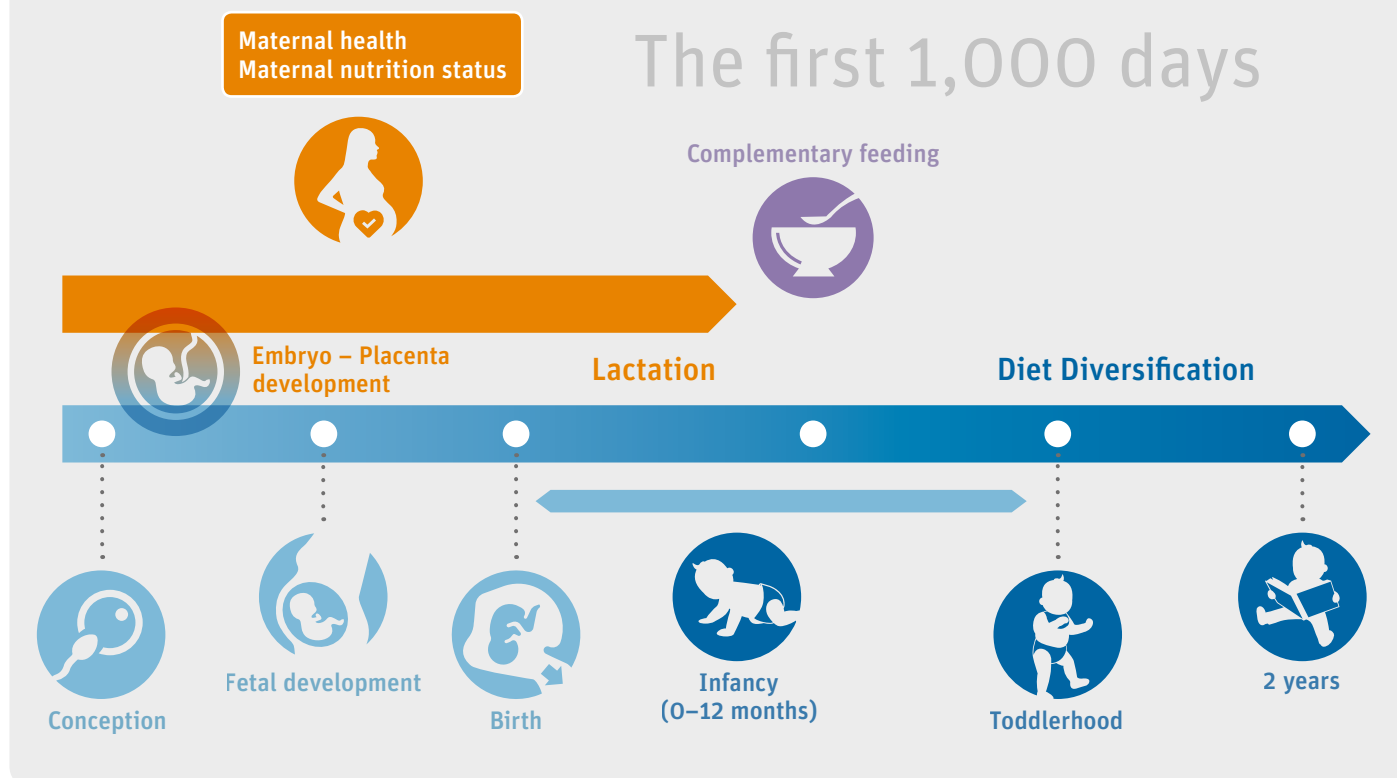 Maternal health
Maternal nutrition status
The first 1,000 days
Complementary feeding
Embryo – Placenta
development
Lactation
Diet Diversification
Conception
Fetal development
Birth
Infancy
(0–12 months)
Toddlerhood
2 years